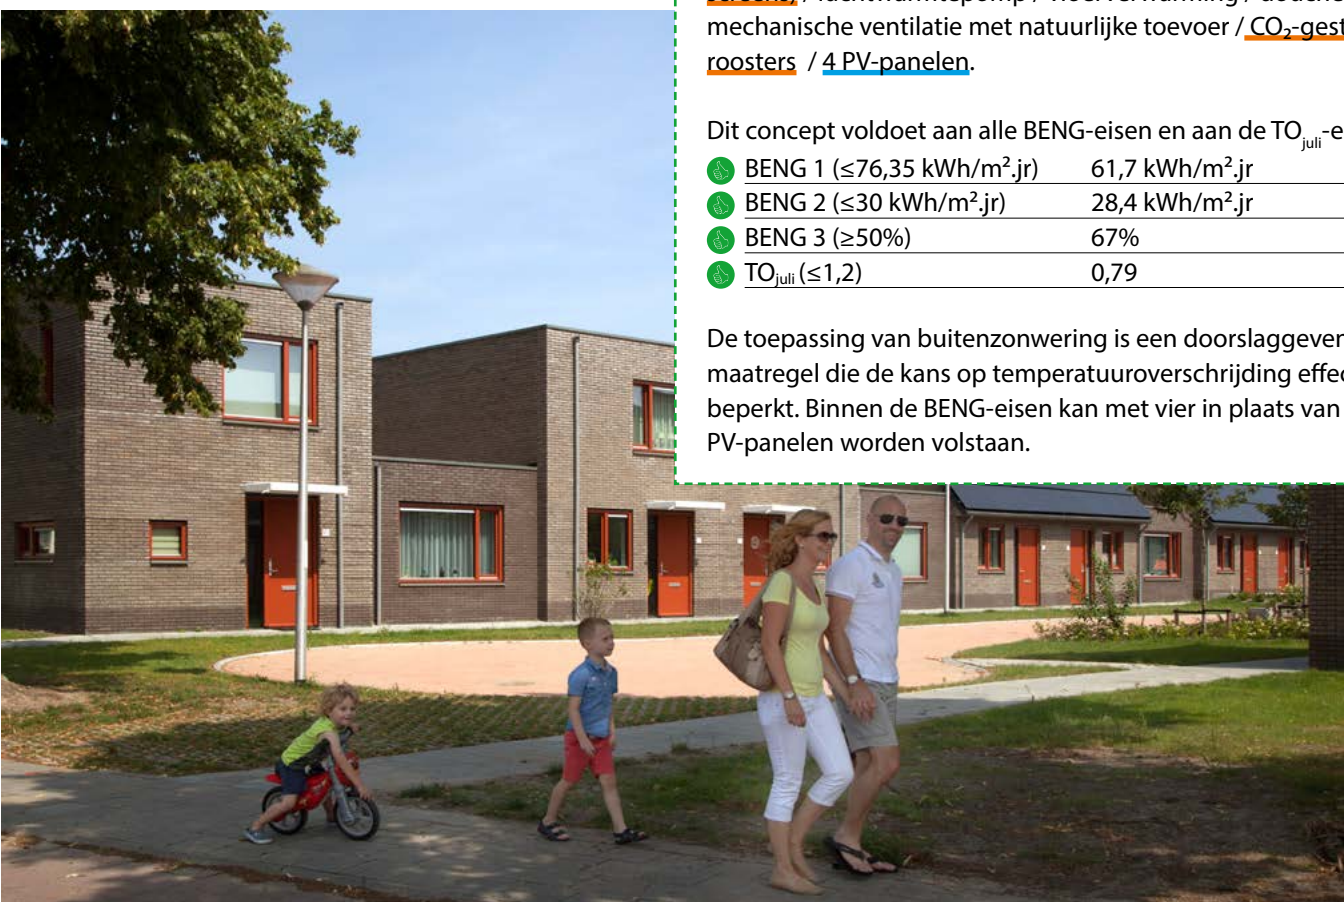 mechanische ventilatie met natuurlijke toevoer / CO₂-gest
roosters / 4 PV-panelen.
Dit concept voldoet aan alle BENG-eisen en aan de TOjuli-e
BENG 1 (≤76,35 kWh/m².jr) 61,7 kWh/m².jr
BENG 2 (≤30 kWh/m².jr) 28,4 kWh/m².jr
BENG 3 (≥50%) 67%
TOjuli (≤1,2) 0,79
De toepassing van buitenzonwering is een doorslaggever
maatregel die de kans op temperatuuroverschrijding effec
beperkt. Binnen de BENG-eisen kan met vier in plaats van
PV-panelen worden volstaan.